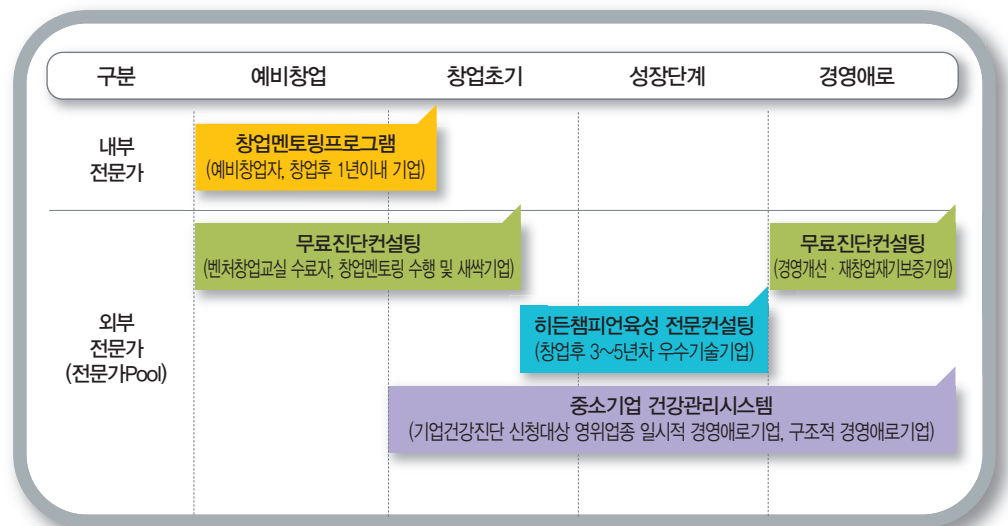 구분 예비창업 창업초기 성장단계 경영애로
내부
전문가
창업멘토링프로그램
(예비창업자, 창업후 1년이내 기업)
외부
전문가
(전문가Pool)
무료진단컨설팅
(벤처창업교실 수료자, 창업멘토링 수행 및 새싹기업)
무료진단컨설팅
(경영개선·재창업재기보증기업)
히든챔피언육성 전문컨설팅
(창업후 3~5년차 우수기술기업)
중소기업 건강관리시스템
(기업건강진단 신청대상 영위업종 일시적 경영애로기업, 구조적 경영애로기업)